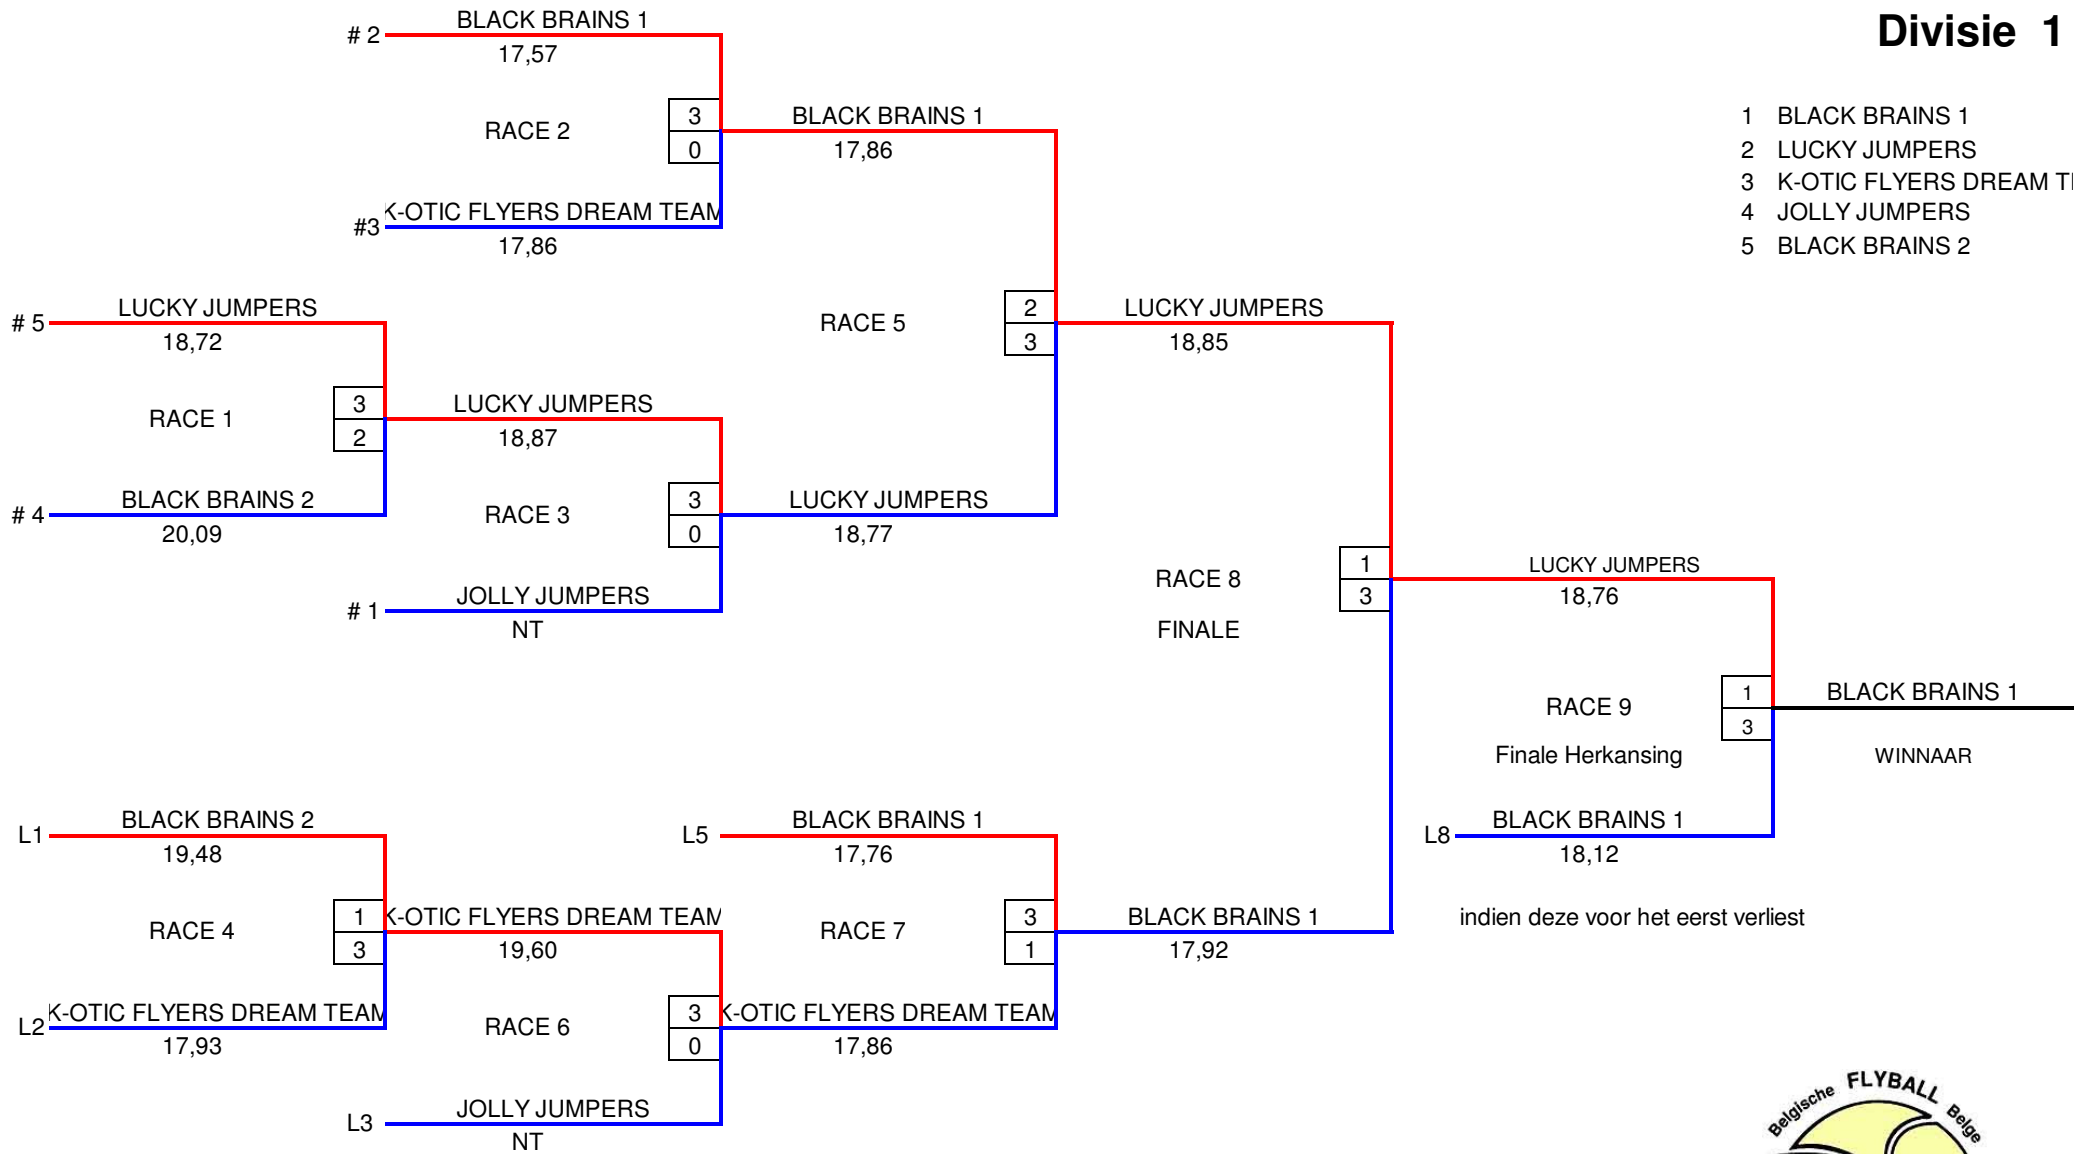 Divisie 1
1 BLACK BRAINS 1
2 LUCKY JUMPERS
3 K-OTIC FLYERS DREAM
4 JOLLY JUMPERS
5 BLACK BRAINS 2
# 2 BLACK BRAINS 1
17,57
RACE 2
3
0
#3 K-OTIC FLYERS DREAM TEAM
17,86
BLACK BRAINS 1
17,86
# 5 LUCKY JUMPERS
18,72
RACE 1
3
2
# 4 BLACK BRAINS 2
20,09
LUCKY JUMPERS
18,87
RACE 3
3
0
# 1 JOLLY JUMPERS
NT
RACE 5
2
3
LUCKY JUMPERS
18,77
LUCKY JUMPERS
18,85
RACE 8
FINALE
1
3
LUCKY JUMPERS
18,76
RACE 9
Finale Herkansing
1
3
BLACK BRAINS 1
WINNAAR
L8 BLACK BRAINS 1
18,12
indien deze voor het eerst verliest
L1 BLACK BRAINS 2
19,48
RACE 4
1
3
L2 K-OTIC FLYERS DREAM TEAM
17,93
K-OTIC FLYERS DREAM TEAM
19,60
RACE 6
3
0
L3 JOLLY JUMPERS
NT
L5 BLACK BRAINS 1
17,76
RACE 7
3
1
K-OTIC FLYERS DREAM TEAM
17,86
BLACK BRAINS 1
17,92
Belgische FLYBALL Belge